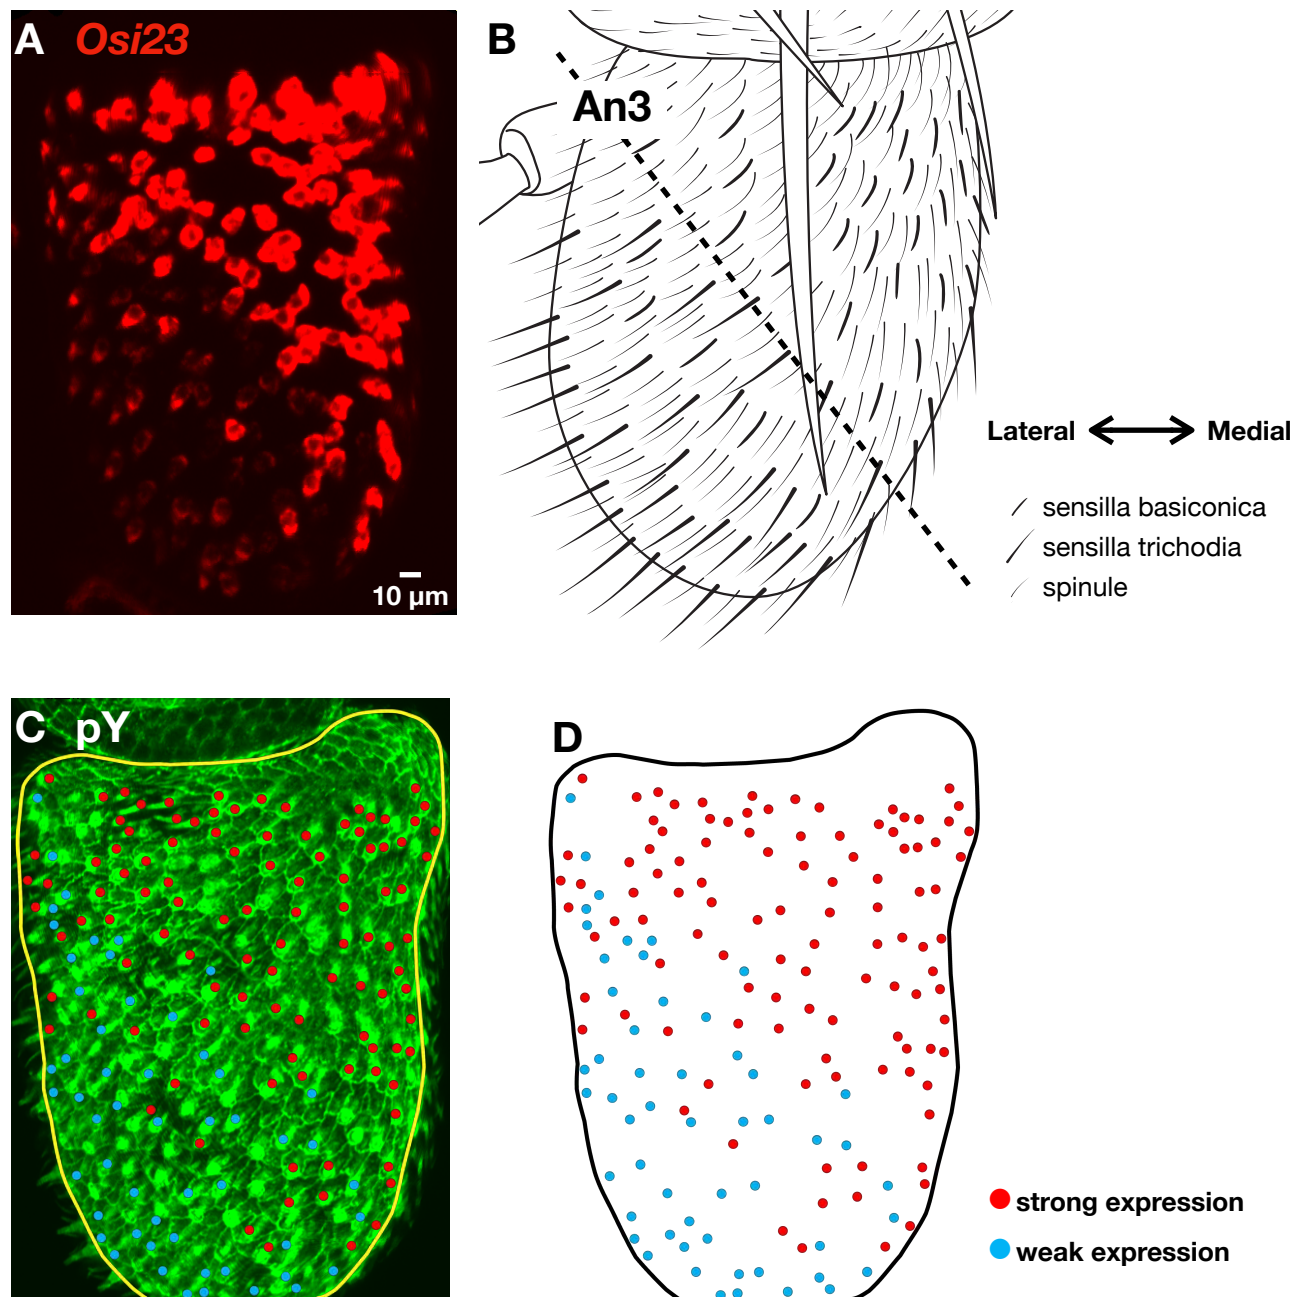 A Osi23
10 μm
B
An3
Lateral Medial
sensilla basiconica
sensilla trichodia
spinule
C pY
D
strong expression
weak expression